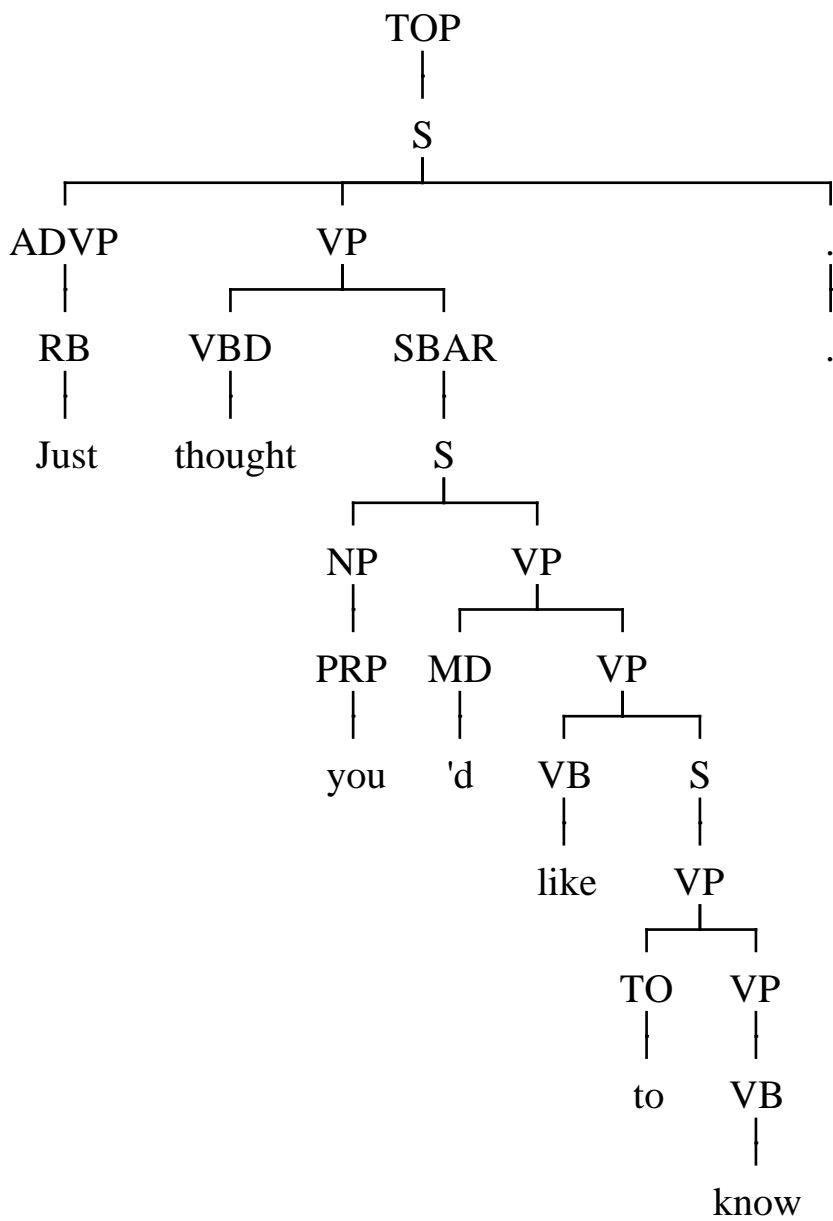 TOP
S
ADVP VP .
RB VBD SBAR .
Just thought S
NP VP
PRP MD VP
you 'd VB S
like VP
TO VP
to VB
know